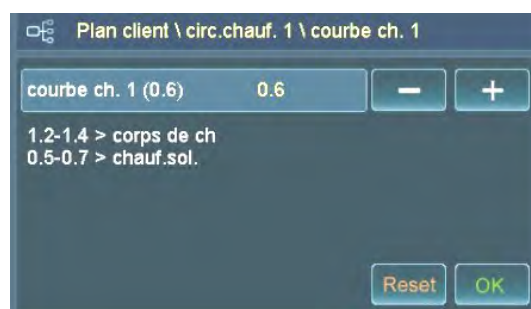 Plan client \ circ.chauf. 1 \ courbe ch. 1
courbe ch. 1 (0.6) 0.6 − +
1.2-1.4 > corps de ch
0.5-0.7 > chauf.sol.
Reset OK